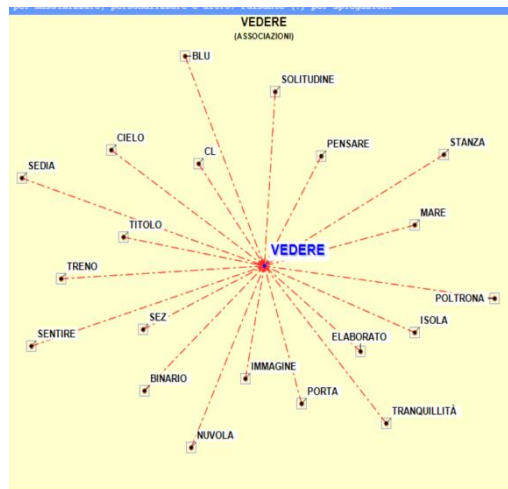 VEDERE
(ASSOCIAZIONI)
BLU
SOLITUDINE
CIELO
CL
PENSARE
STANZA
SEDIA
MARE
TITOLO
VEDERE
TRENO
POLTRONA
SEZ
ISOLA
SENTIRE
ELABORATO
IMMAGINE
BINARIO
PORTA
TRANQUILLITÀ
NUVOLA